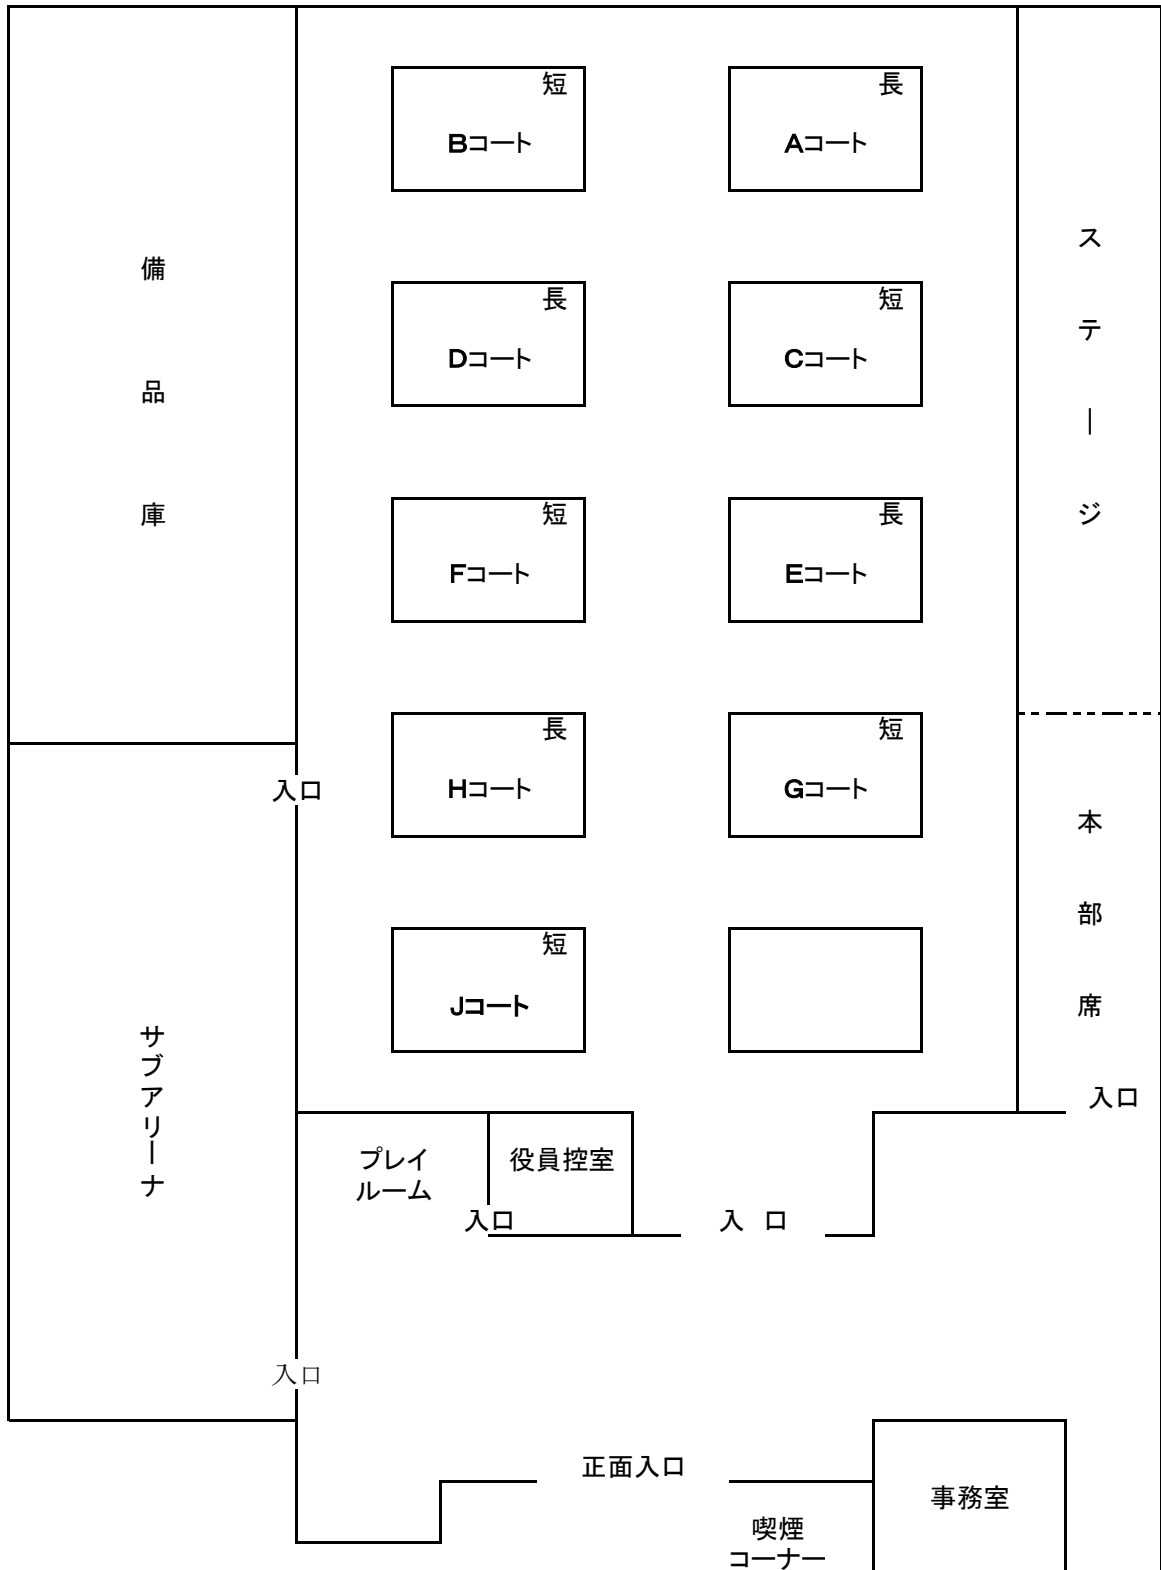 短
Bコート
長
Aコート
長
Dコート
短
Cコート
短
Fコート
長
Eコート
長
Hコート
短
Gコート
短
Jコート
備品庫
ステージ
本部席
入口
入口
サブアリーナ
プレイ
ルーム
役員控室
入口
入 口
入口
正面入口
事務室
喫煙
コーナー